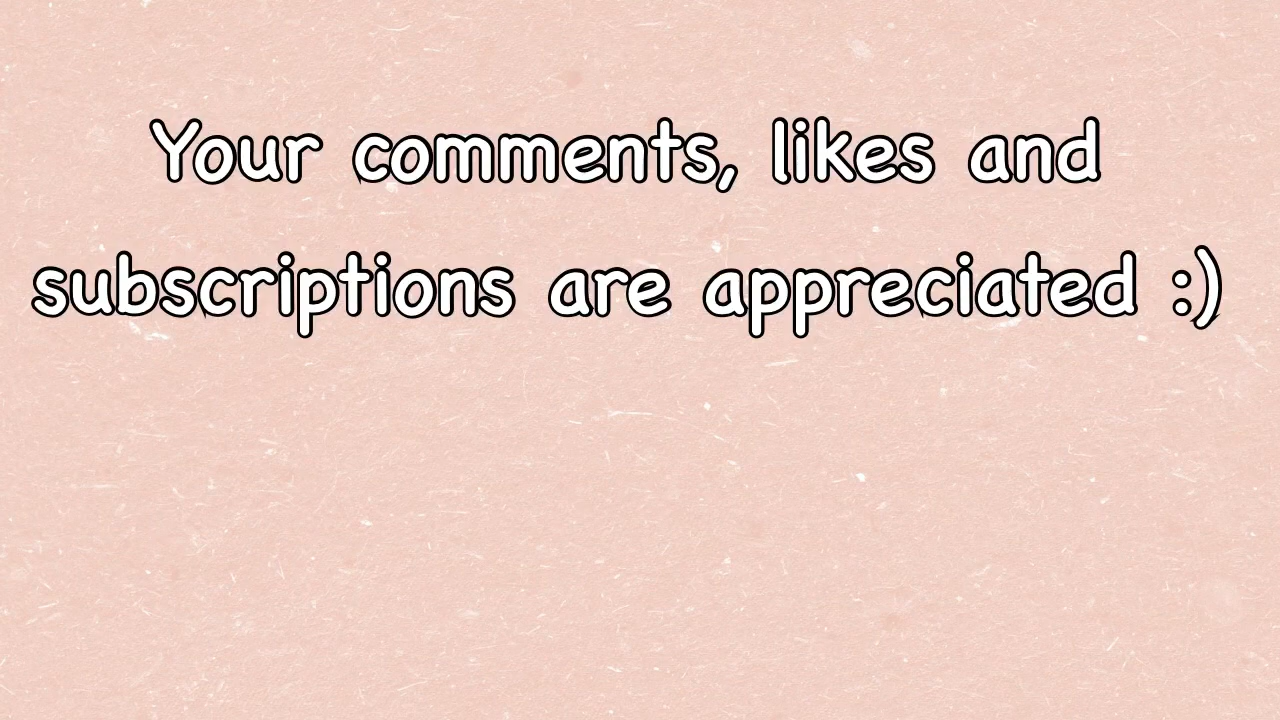 Your comments, likes and
subscriptions are appreciated :)